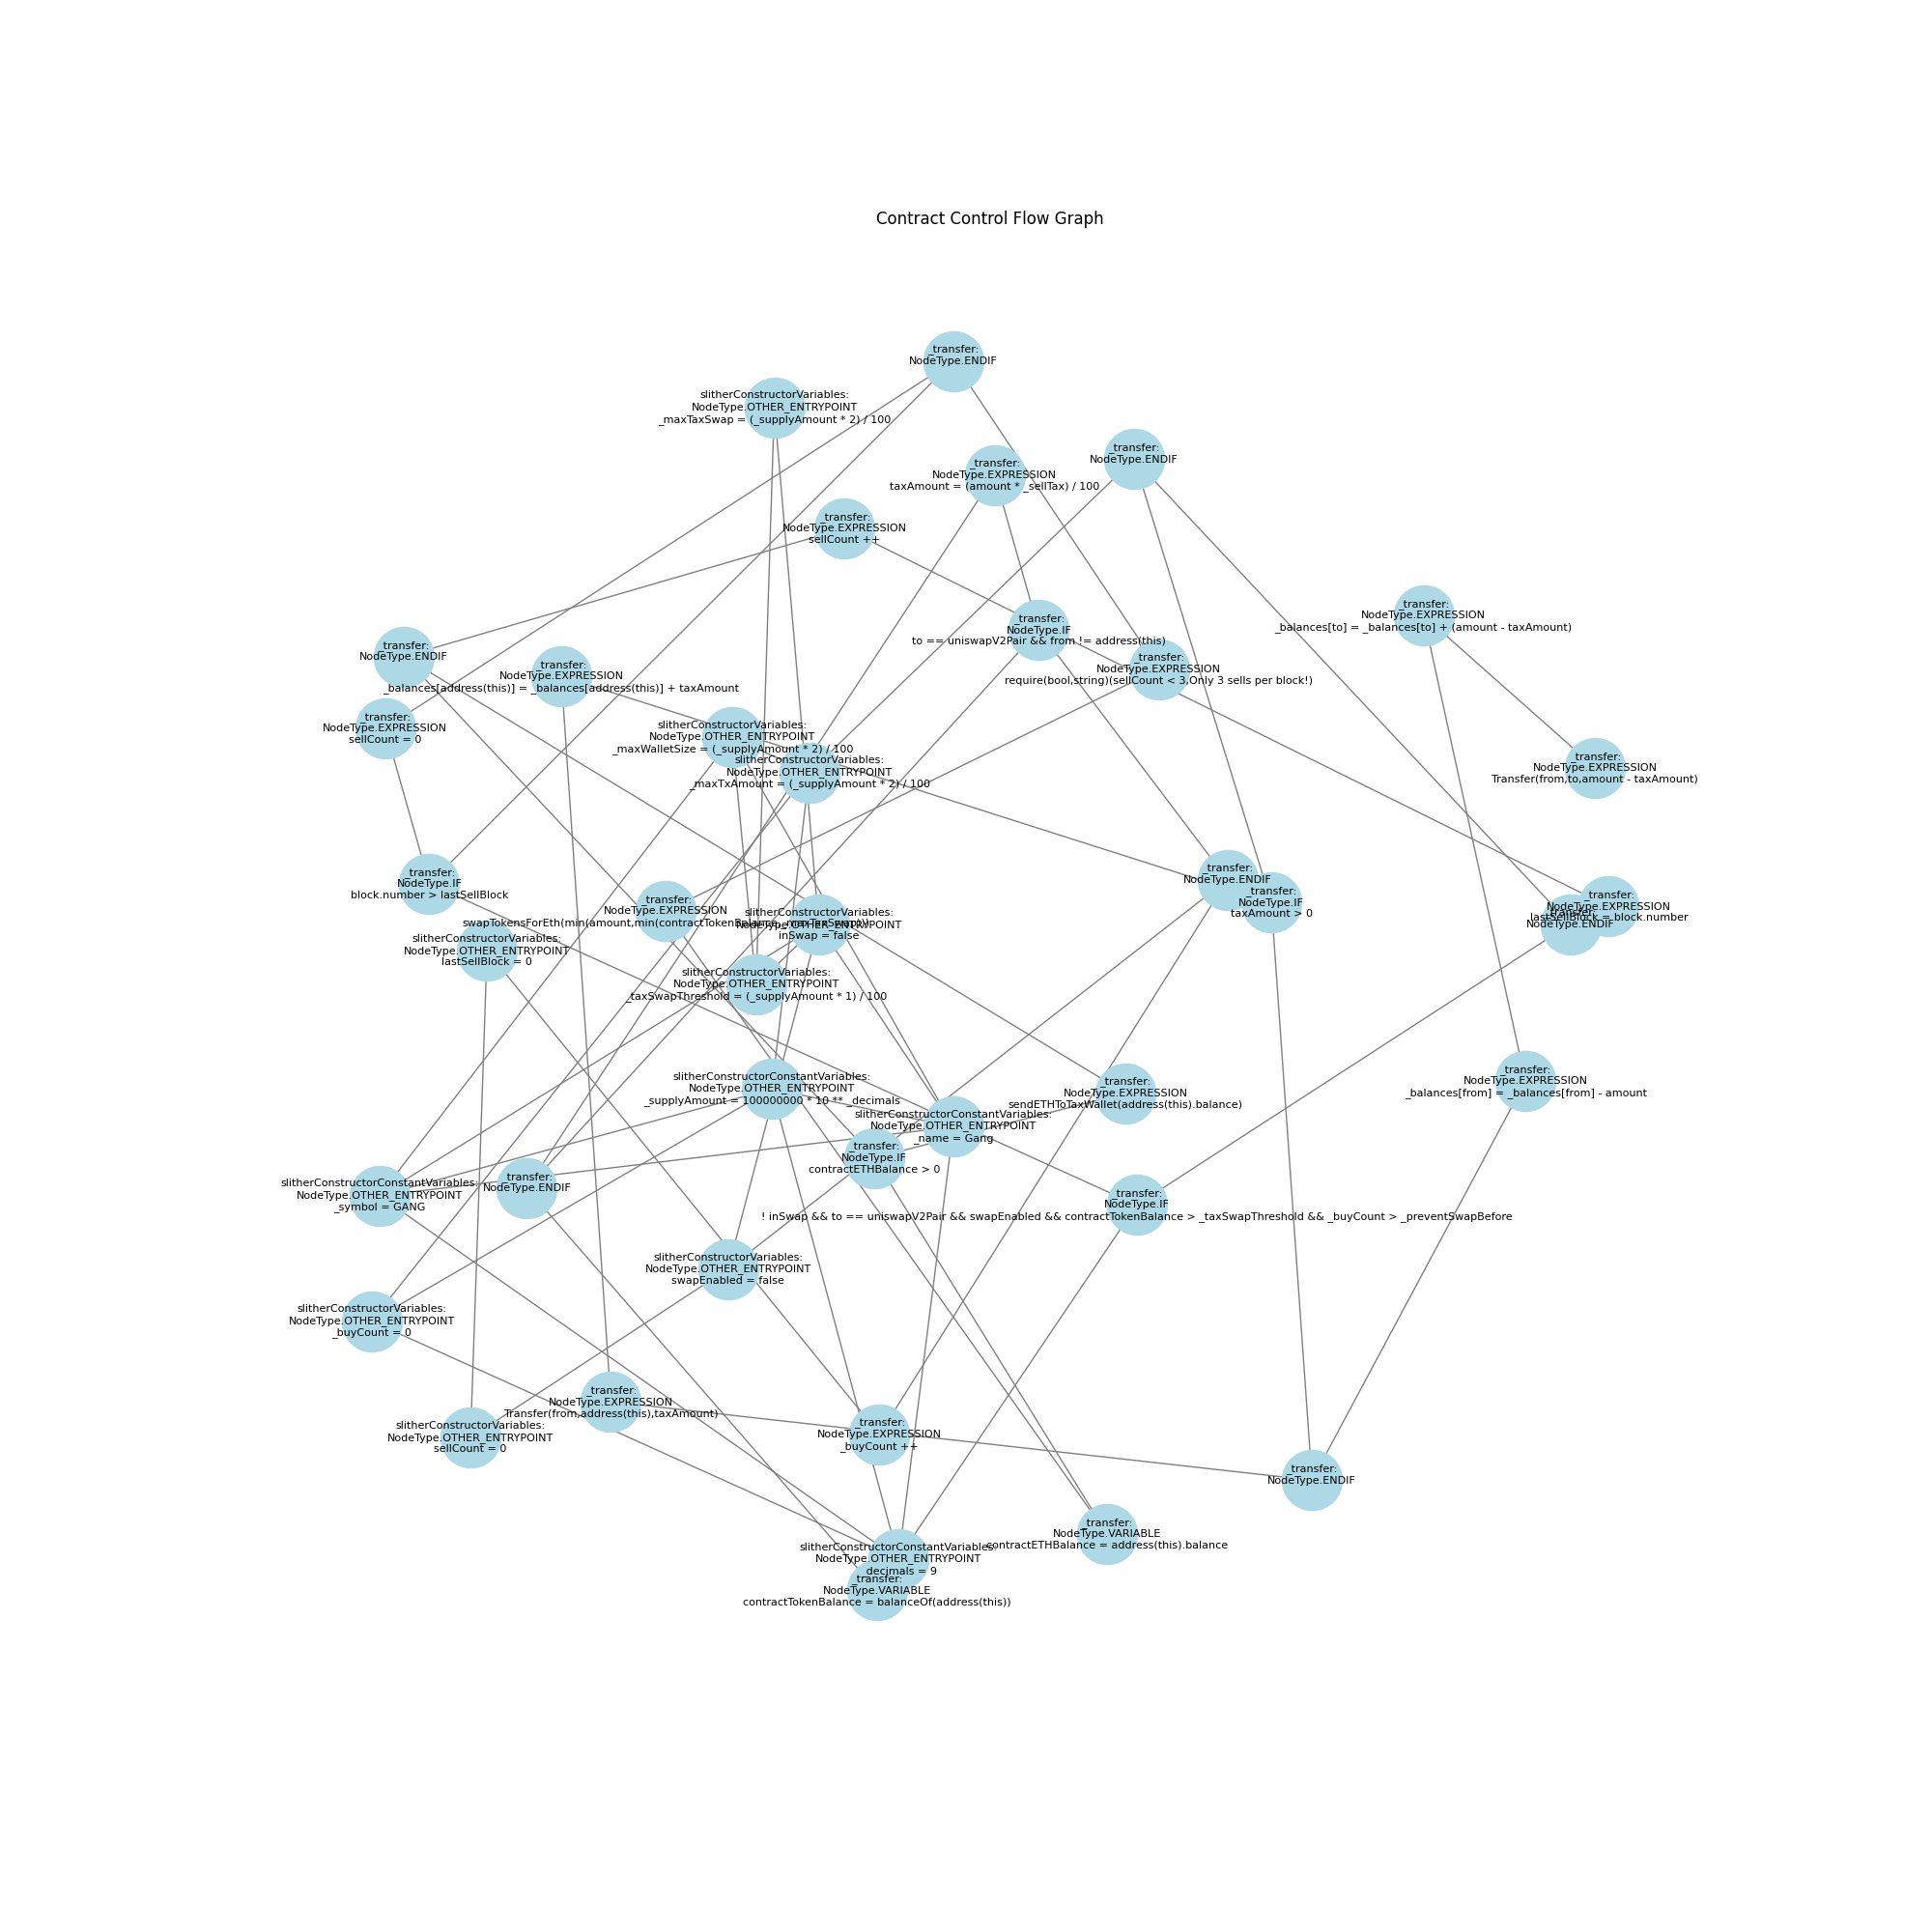 Contract Control Flow Graph
_transfer:
NodeType.ENDIF
slitherConstructorVariables:
NodeType.OTHER_ENTRYPOINT
_maxTaxSwap = (_supplyAmount * 2) / 100
_transfer:
NodeType.ENDIF
_transfer:
NodeType.EXPRESSION
taxAmount = (amount * _sellTax) / 100
_transfer:
NodeType.EXPRESSION
sellCount ++
_transfer:
NodeType.EXPRESSION
_balances[to] = _balances[to] + (amount - taxAmount)
_transfer:
NodeType.IF
to == uniswapV2Pair && from != address(this)
_transfer:
NodeType.ENDIF
_transfer:
NodeType.EXPRESSION
_balances[address(this)] = _balances[address(this)] + taxAmount
_transfer:
NodeType.EXPRESSION
require(bool,string)(sellCount < 3,Only 3 sells per block!)
_transfer:
NodeType.EXPRESSION
sellCount = 0
slitherConstructorVariables:
NodeType.OTHER_ENTRYPOINT
_maxWalletSize = (_supplyAmount * 2) / 100
slitherConstructorVariables:
NodeType.OTHER_ENTRYPOINT
_maxTxAmount = (_supplyAmount * 2) / 100
_transfer:
NodeType.EXPRESSION
Transfer(from,to,amount - taxAmount)
_transfer:
NodeType.IF
block.number > lastSellBlock
_transfer:
NodeType.ENDIF
_transfer:
NodeType.IF
taxAmount > 0
_transfer:
NodeType.EXPRESSION
swapTokensForEth(min(amount,min(contractTokenBalance,_maxTaxSwap)))
slitherConstructorVariables:
NodeType.OTHER_ENTRYPOINT
inSwap = false
_transfer:
NodeType.EXPRESSION
lastSellBlock = block.number
_transfer:
NodeType.ENDIF
slitherConstructorVariables:
NodeType.OTHER_ENTRYPOINT
lastSellBlock = 0
slitherConstructorVariables:
NodeType.OTHER_ENTRYPOINT
_taxSwapThreshold = (_supplyAmount * 1) / 100
slitherConstructorConstantVariables:
NodeType.OTHER_ENTRYPOINT
_supplyAmount = 100000000 * 10 ** _decimals
_transfer:
NodeType.EXPRESSION
sendETHToTaxWallet(address(this).balance)
_transfer:
NodeType.EXPRESSION
_balances[from] = _balances[from] - amount
slitherConstructorConstantVariables:
NodeType.OTHER_ENTRYPOINT
_name = Gang
_transfer:
NodeType.IF
contractETHBalance > 0
slitherConstructorConstantVariables:
NodeType.OTHER_ENTRYPOINT
_symbol = GANG
_transfer:
NodeType.ENDIF
_transfer:
NodeType.IF
! inSwap && to == uniswapV2Pair && swapEnabled && contractTokenBalance > _taxSwapThreshold && _buyCount > _preventSwapBefore
slitherConstructorVariables:
NodeType.OTHER_ENTRYPOINT
swapEnabled = false
slitherConstructorVariables:
NodeType.OTHER_ENTRYPOINT
_buyCount = 0
_transfer:
NodeType.EXPRESSION
Transfer(from,address(this),taxAmount)
slitherConstructorVariables:
NodeType.OTHER_ENTRYPOINT
sellCount = 0
_transfer:
NodeType.EXPRESSION
_buyCount ++
_transfer:
NodeType.ENDIF
_transfer:
NodeType.VARIABLE
contractETHBalance = address(this).balance
slitherConstructorConstantVariables:
NodeType.OTHER_ENTRYPOINT
_decimals = 9
_transfer:
NodeType.VARIABLE
contractTokenBalance = balanceOf(address(this))